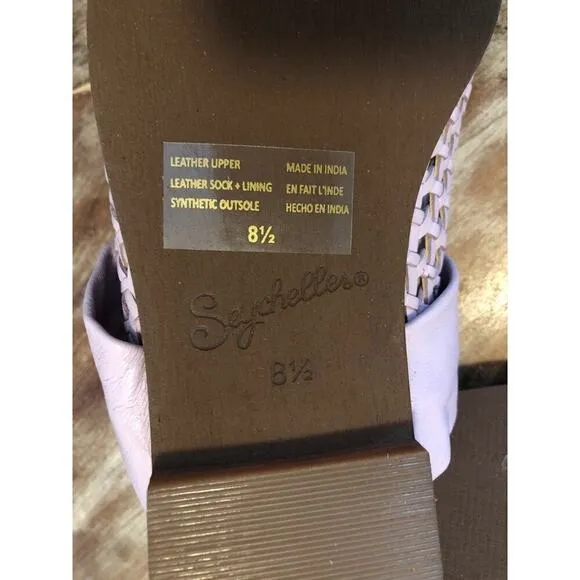 LEATHER UPPER
LEATHER SOCK + LINING
SYNTHETIC OUTSOLE
MADE IN INDIA
EN FAIT L'INDE
HECHO EN INDIA
8½
Seychelles®
8½